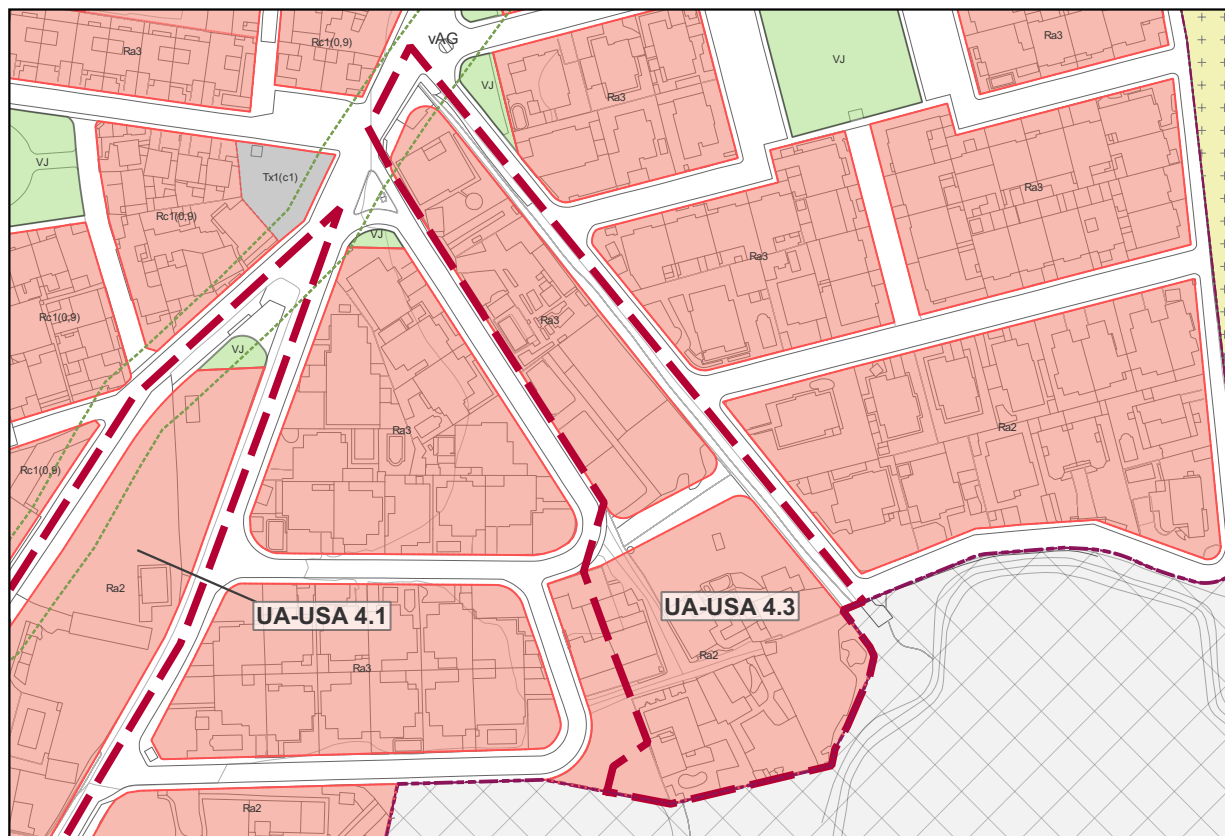 vAG
Ra3
Rc1(0,9)
Ra3
VJ
VJ
Ra3
VJ
Tx1(c1)
Ra3
Rc1(0,9)
VJ
Ra3
Rc1(0,9)
Ra3
VJ
Ra3
Ra2
Rc1(0,9)
Ra2
UA-USA 4.1
UA-USA 4.3
Ra2
Ra3
Ra2